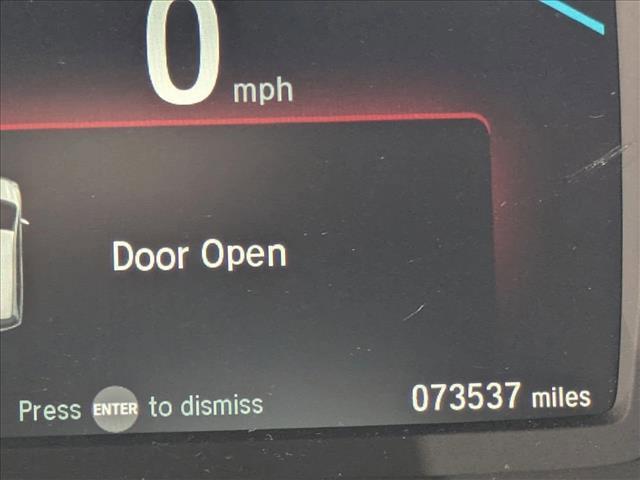 0 mph
Door Open
Press ENTER to dismiss
073537 miles